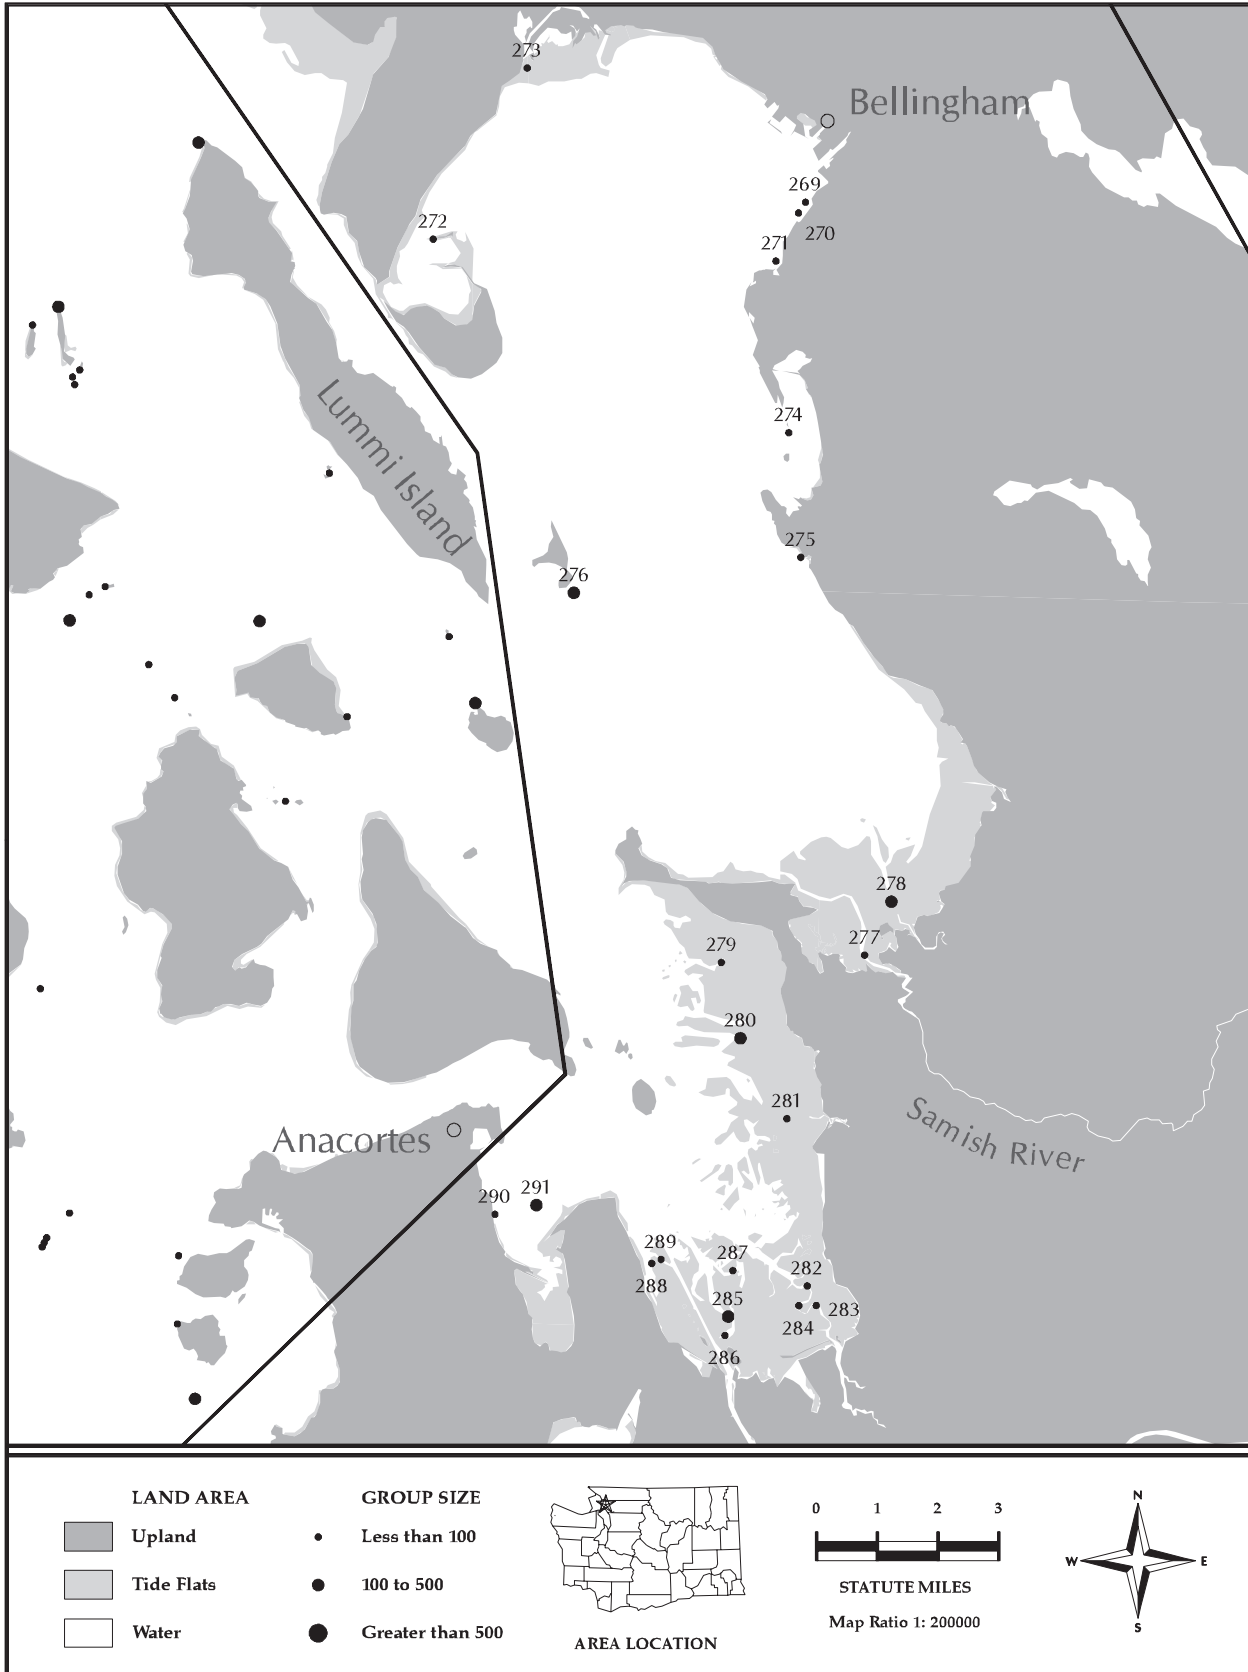 273
Bellingham
269
272
270
271
Lummi Island
274
275
276
278
277
279
280
281
Samish River
Anacortes
290
291
289
287
288
282
285
283
284
286
LAND AREA
Upland
Tide Flats
Water
GROUP SIZE
Less than 100
100 to 500
Greater than 500
AREA LOCATION
0 1 2 3
STATUTE MILES
Map Ratio 1: 200000
N
W E
S